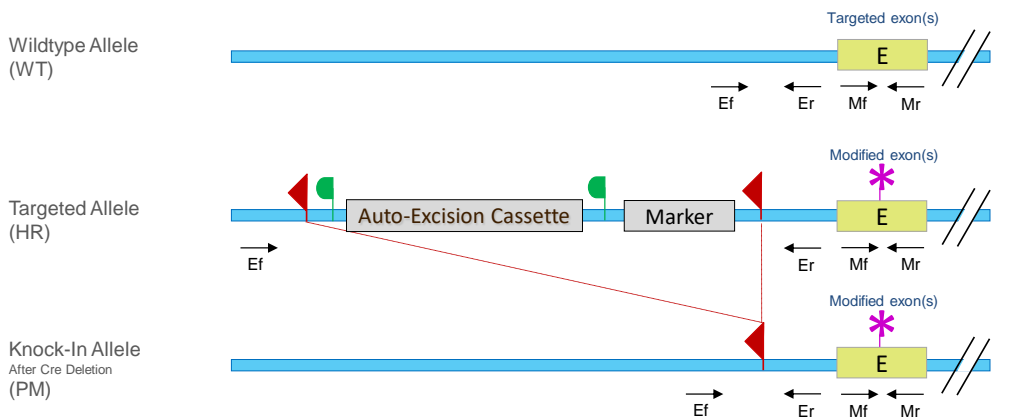 Targeted exon(s)
Wildtype Allele
(WT)
E
Ef
Er
Mf
Mr
Modified exon(s)
Targeted Allele
(HR)
Auto-Excision Cassette
Marker
E
Ef
Er
Mf
Mr
Modified exon(s)
Knock-In Allele
After Cre Deletion
(PM)
E
Ef
Er
Mf
Mr